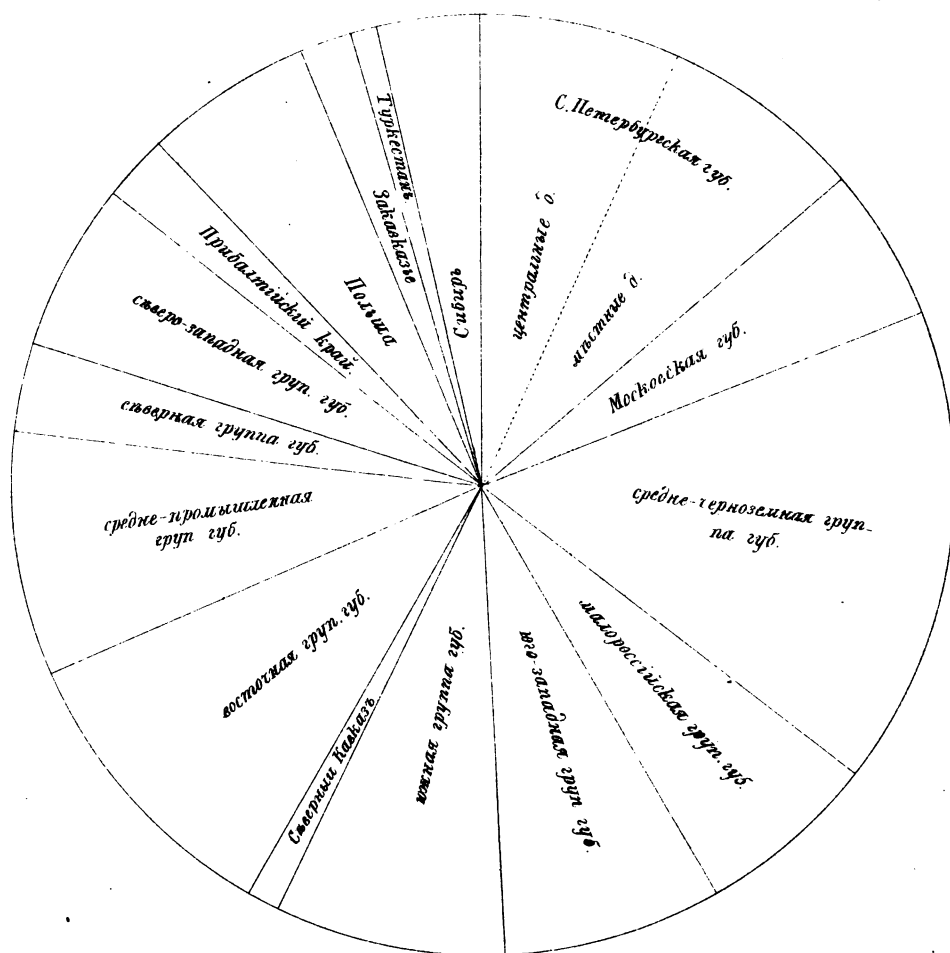 С. Петербургская губ.
центральные д.
мѣстные д.
Московская губ.
средне-черноземная груп-
па губ.
малороссійская груп. губ.
юго-западная груп губ.
южная группа губ.
Сѣверный Кавказъ
восточная груп. губ.
средне-промышленная
груп губ.
сѣверная группа губ.
сѣверо-западная груп. губ.
Прибалтійскій край.
Польша
Закавказье
Туркестанъ.
Сибирь